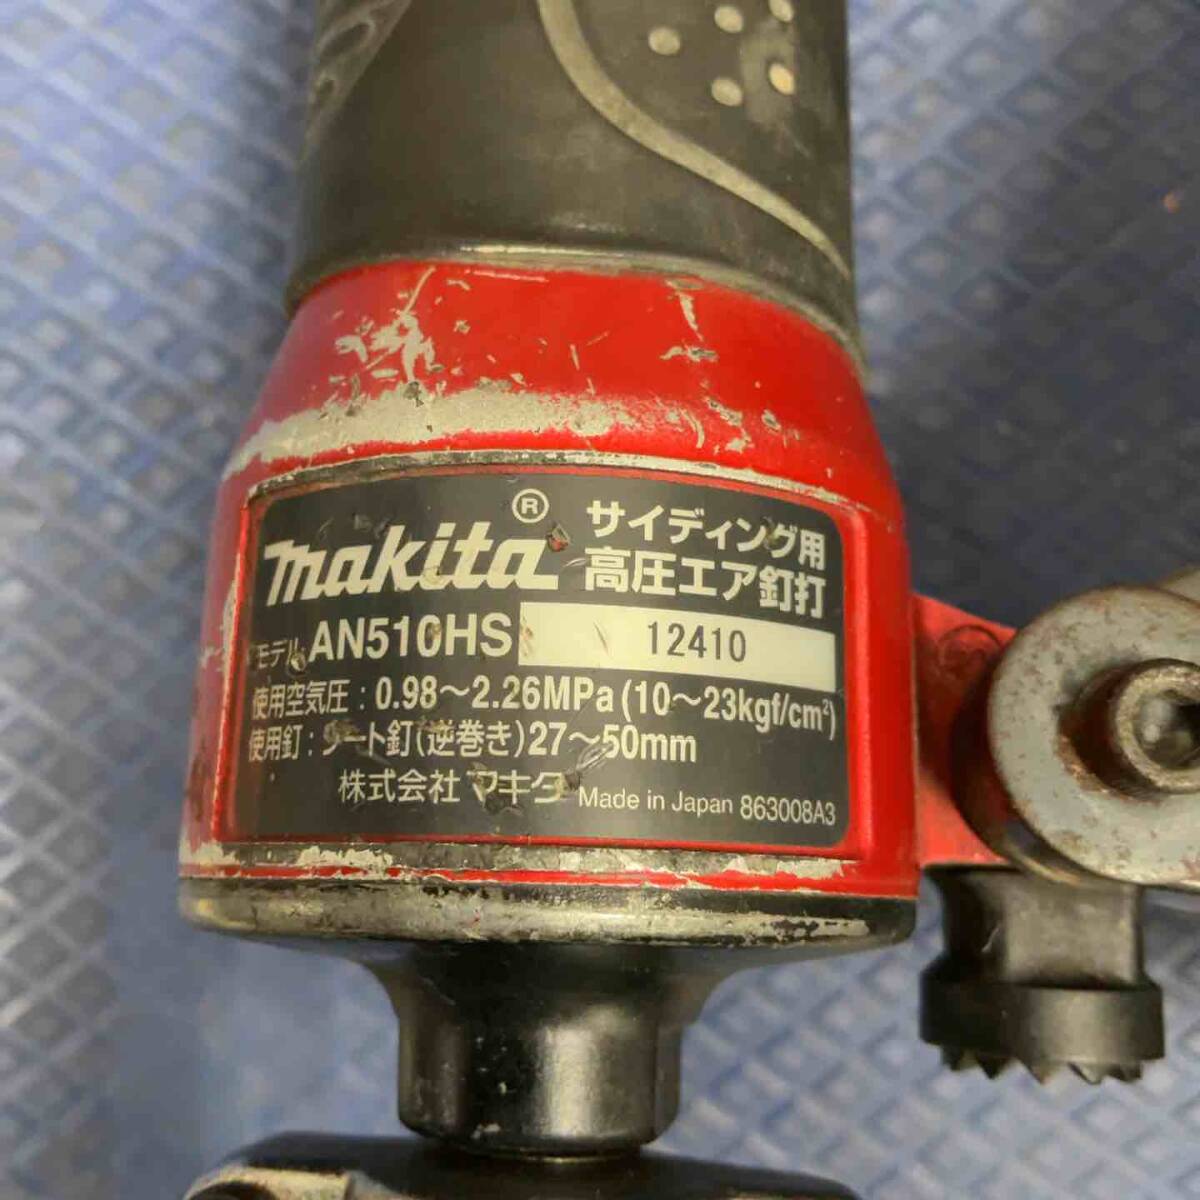 makita®
サイディング用
高圧エア釘打
モデル AN510HS 12410
使用空気圧:0.98～2.26MPa(10～23kgf/cm²)
使用釘:シート釘(逆巻き)27～50mm
株式会社 マキタ Made in Japan 863008A3